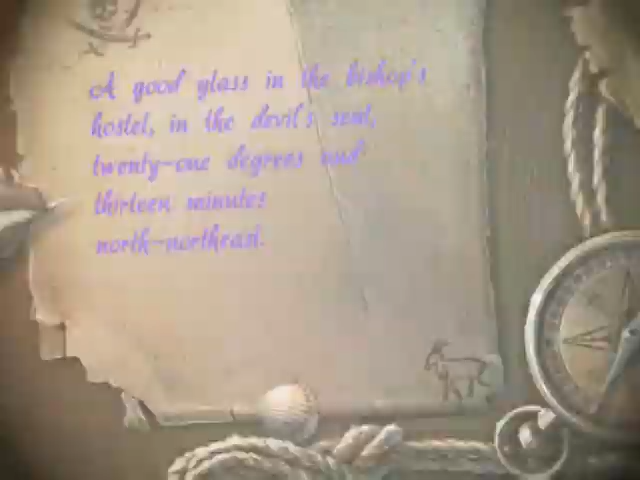 A good glass in the bishop's
hostel, in the devil's seat,
twenty-one degrees and
thirteen minutes
north-northeast.